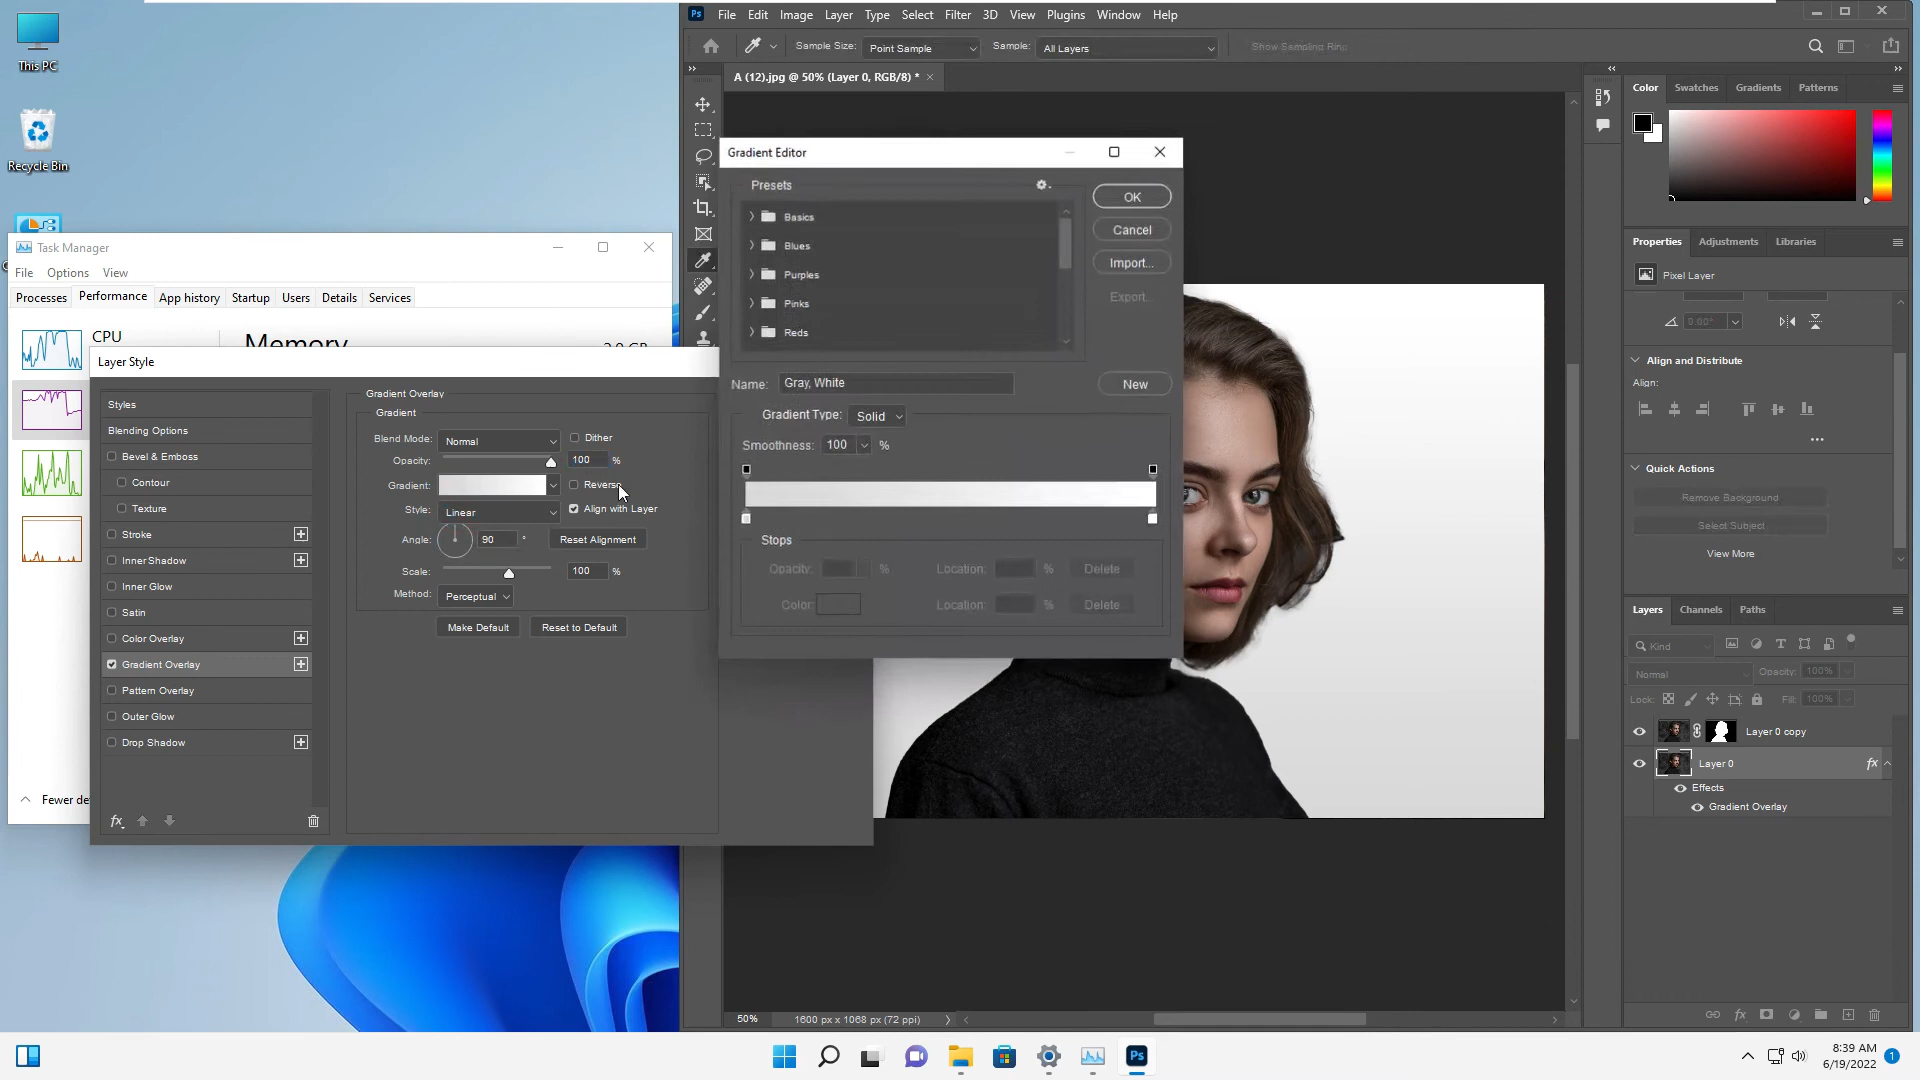 This PC
Recycle Bin
Task Manager
File Options View
Processes Performance App history Startup Users Details Services
CPU
Memory
Fewer de
Layer Style
Styles
Blending Options
Bevel & Emboss
Contour
Texture
Stroke
Inner Shadow
Inner Glow
Satin
Color Overlay
Gradient Overlay
Pattern Overlay
Outer Glow
Drop Shadow
fx
Gradient Overlay
Gradient
Blend Mode: Normal Dither
Opacity: 100 %
Gradient: Reverse
Style: Linear Align with Layer
Angle: 90 ° Reset Alignment
Scale: 100 %
Method: Perceptual
Make Default Reset to Default
Ps File Edit Image Layer Type Select Filter 3D View Plugins Window Help
Sample Size: Point Sample Sample: All Layers Show Sampling Ring
A (12).jpg @ 50% (Layer 0, RGB/8) * ×
Gradient Editor
Presets
Basics
Blues
Purples
Pinks
Reds
OK
Cancel
Import...
Export...
Name: Gray, White New
Gradient Type: Solid
Smoothness: 100 %
Stops
Opacity: % Location: % Delete
Color: Location: % Delete
50% 1600 px x 1068 px (72 ppi)
Color Swatches Gradients Patterns
Properties Adjustments Libraries
Pixel Layer
0.00°
Align and Distribute
Align:
Quick Actions
Remove Background
Select Subject
View More
Layers Channels Paths
Kind
Normal Opacity: 100%
Lock: Fill: 100%
Layer 0 copy
Layer 0 fx
Effects
Gradient Overlay
fx
Ps
8:39 AM
6/19/2022
1